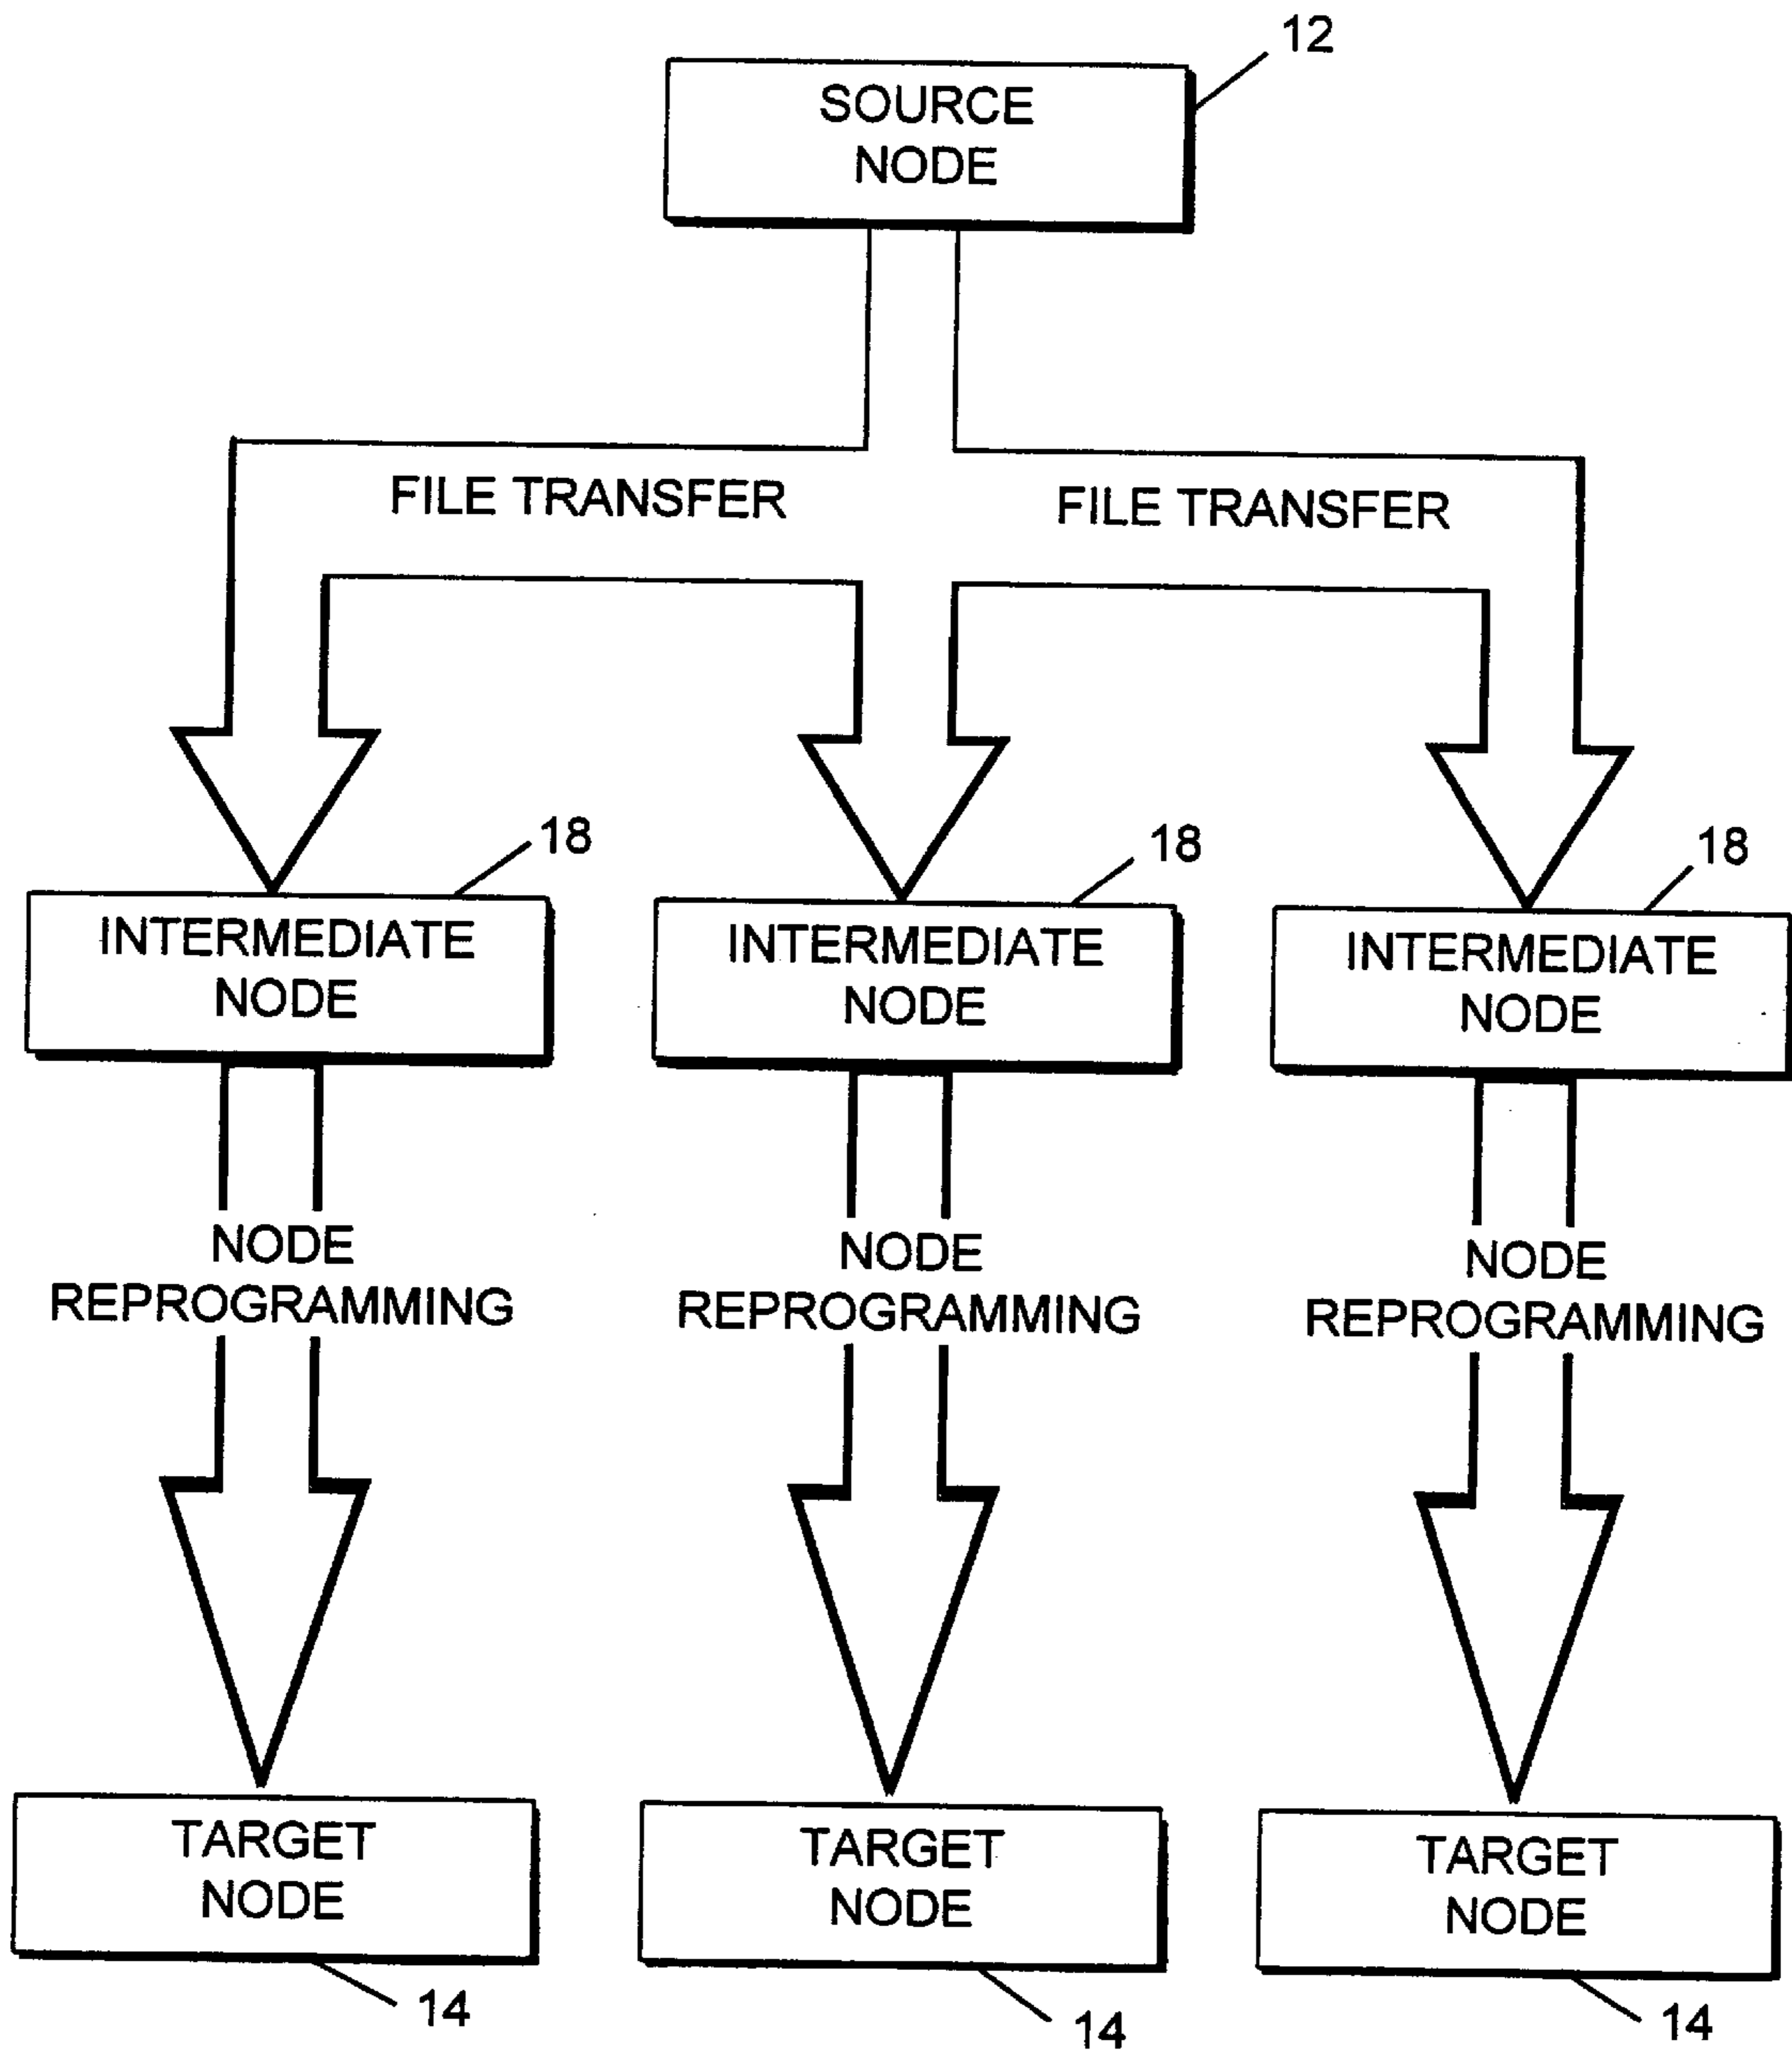 12
SOURCE
NODE
FILE TRANSFER
FILE TRANSFER
18
18
18
INTERMEDIATE
NODE
INTERMEDIATE
NODE
INTERMEDIATE
NODE
NODE
REPROGRAMMING
NODE
REPROGRAMMING
NODE
REPROGRAMMING
TARGET
NODE
TARGET
NODE
TARGET
NODE
14
14
14